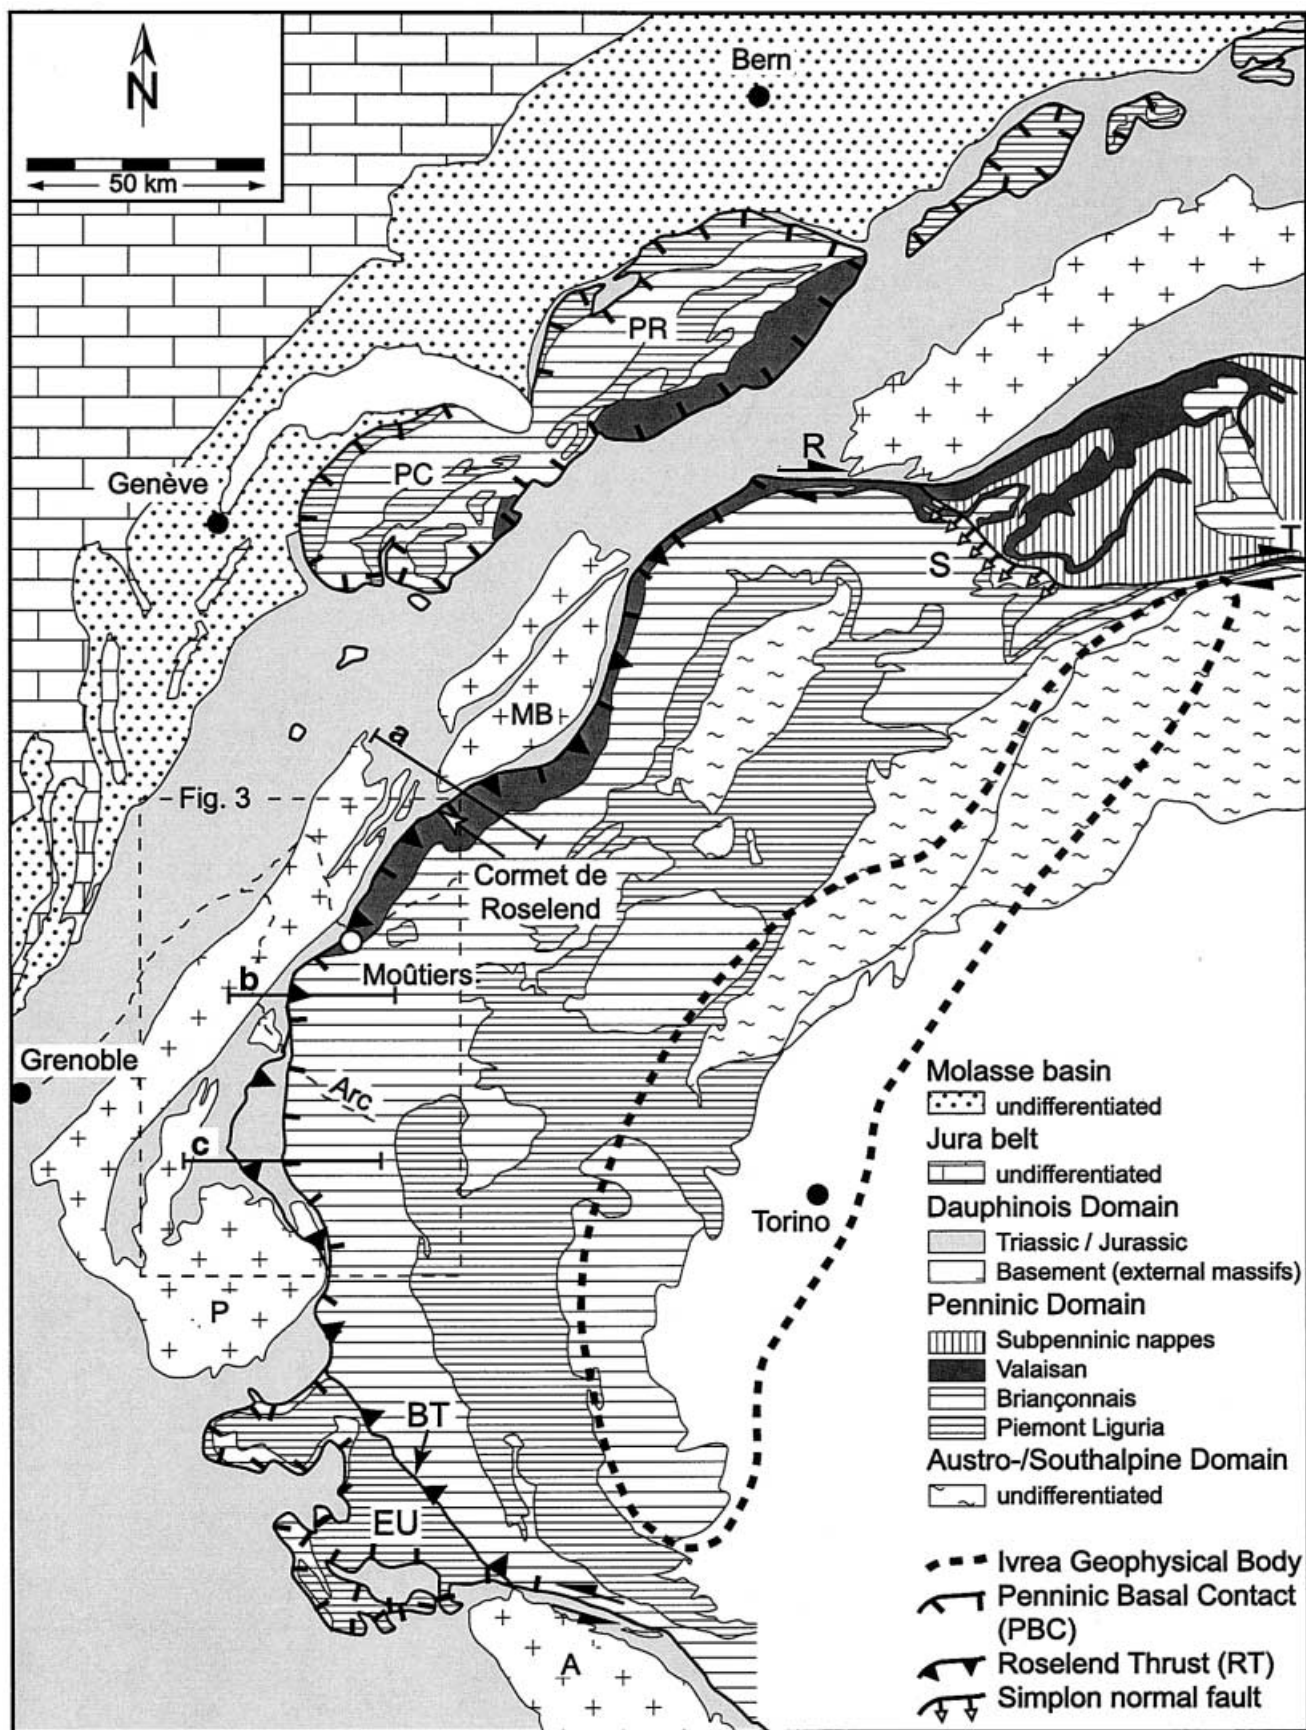 N
50 km
Bern
PR
PC
R
Genève
S
T
MB
a
Fig. 3
Cormet de
Roselend
Moûtiers
b
Grenoble
Arc
c
Torino
P
BT
EU
A
Molasse basin
undifferentiated
Jura belt
undifferentiated
Dauphinois Domain
Triassic / Jurassic
Basement (external massifs)
Penninic Domain
Subpenninic nappes
Valaisan
Briançonnais
Piemont Liguria
Austro-/Southalpine Domain
undifferentiated
Ivrea Geophysical Body
Penninic Basal Contact
(PBC)
Roselend Thrust (RT)
Simplon normal fault